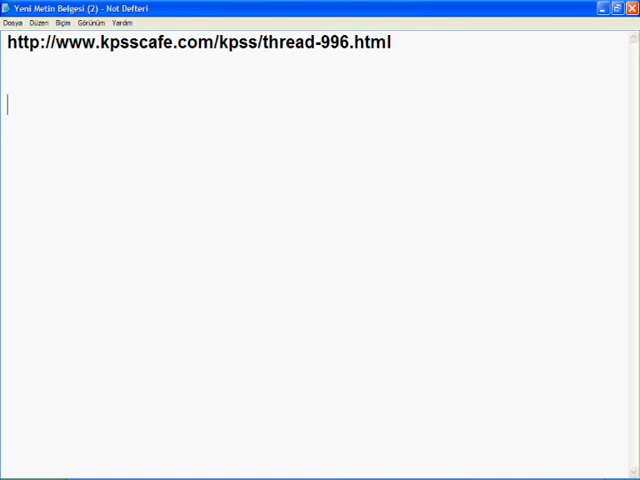 Yeni Metin Belgesi (2) - Not Defteri
Dosya Düzen Biçim Görünüm Yardım
http://www.kpsscafe.com/kpss/thread-996.html